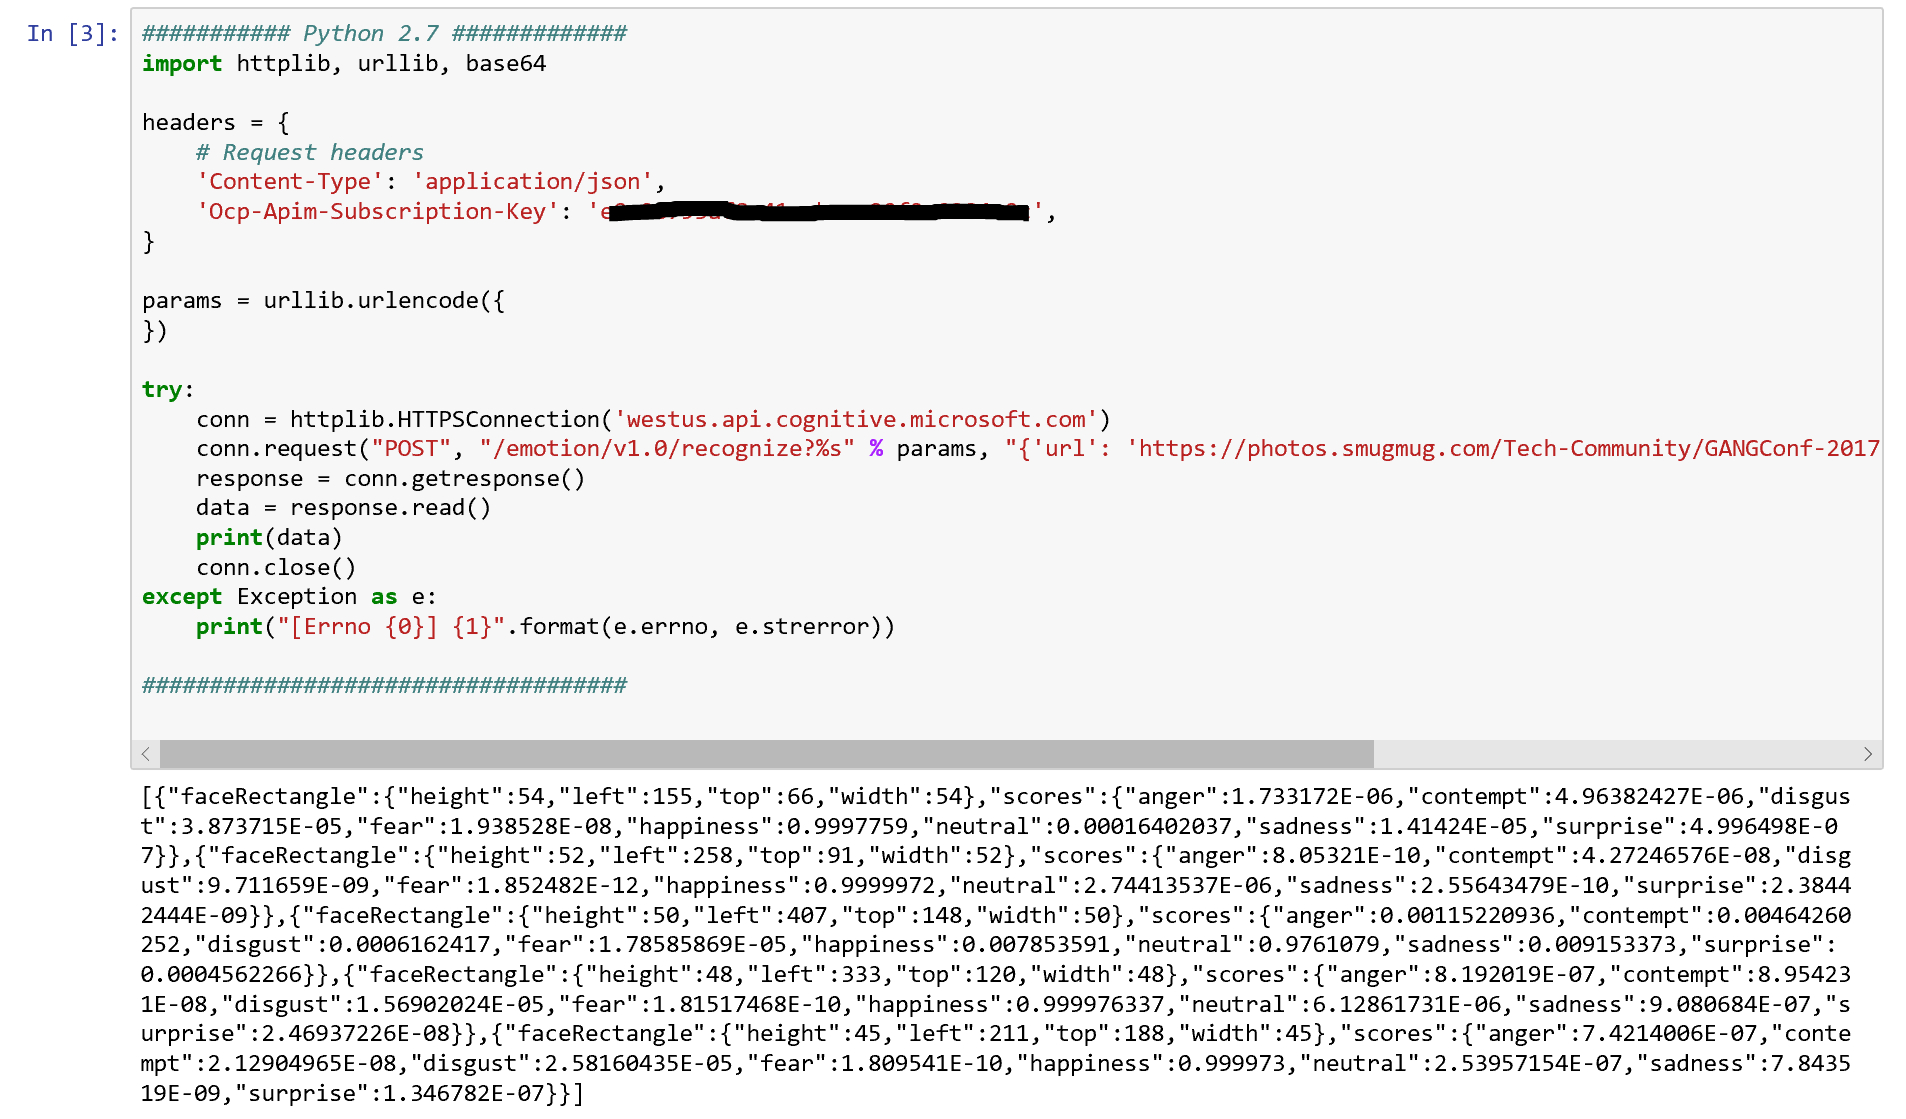 In [3]:
########### Python 2.7 #############
import httplib, urllib, base64
headers = {
# Request headers
'Content-Type': 'application/json',
'Ocp-Apim-Subscription-Key': '
',
}
params = urllib.urlencode({
})
try:
conn = httplib.HTTPSConnection('westus.api.cognitive.microsoft.com')
conn.request("POST", "/emotion/v1.0/recognize?%s" % params, "{'url': 'https://photos.smugmug.com/Tech-Community/GANGConf-2017
response = conn.getresponse()
data = response.read()
print(data)
conn.close()
except Exception as e:
print("[Errno {0}] {1}".format(e.errno, e.strerror))
####################################
[{"faceRectangle":{"height":54,"left":155,"top":66,"width":54},"scores":{"anger":1.733172E-06,"contempt":4.96382427E-06,"disgus
t":3.873715E-05,"fear":1.938528E-08,"happiness":0.9997759,"neutral":0.00016402037,"sadness":1.41424E-05,"surprise":4.996498E-0
7}},{"faceRectangle":{"height":52,"left":258,"top":91,"width":52},"scores":{"anger":8.05321E-10,"contempt":4.27246576E-08,"disg
ust":9.711659E-09,"fear":1.852482E-12,"happiness":0.9999972,"neutral":2.74413537E-06,"sadness":2.55643479E-10,"surprise":2.3844
2444E-09}},{"faceRectangle":{"height":50,"left":407,"top":148,"width":50},"scores":{"anger":0.00115220936,"contempt":0.00464260
252,"disgust":0.0006162417,"fear":1.78585869E-05,"happiness":0.007853591,"neutral":0.9761079,"sadness":0.009153373,"surprise":
0.0004562266}},{"faceRectangle":{"height":48,"left":333,"top":120,"width":48},"scores":{"anger":8.192019E-07,"contempt":8.954231
1E-08,"disgust":1.56902024E-05,"fear":1.81517468E-10,"happiness":0.999976337,"neutral":6.12861731E-06,"sadness":9.080684E-07,"s
urprise":2.46937226E-08}},{"faceRectangle":{"height":45,"left":211,"top":188,"width":45},"scores":{"anger":7.4214006E-07,"conte
mpt":2.12904965E-08,"disgust":2.58160435E-05,"fear":1.809541E-10,"happiness":0.999973,"neutral":2.53957154E-07,"sadness":7.8435
19E-09,"surprise":1.346782E-07}}]